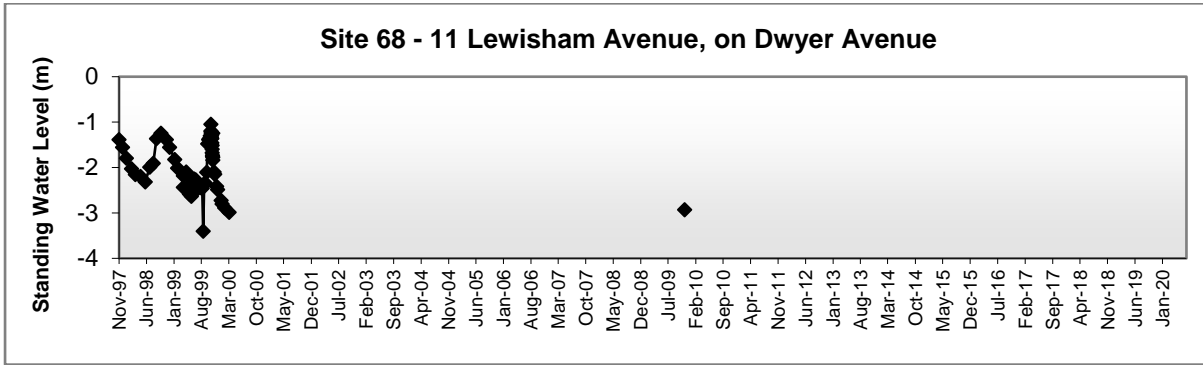 Site 68 - 11 Lewisham Avenue, on Dwyer Avenue
Standing Water Level (m)
0
-1
-2
-3
-4
Nov-97
Jun-98
Jan-99
Aug-99
Mar-00
Oct-00
May-01
Dec-01
Jul-02
Feb-03
Sep-03
Apr-04
Nov-04
Jun-05
Jan-06
Aug-06
Mar-07
Oct-07
May-08
Dec-08
Jul-09
Feb-10
Sep-10
Apr-11
Nov-11
Jun-12
Jan-13
Aug-13
Mar-14
Oct-14
May-15
Dec-15
Jul-16
Feb-17
Sep-17
Apr-18
Nov-18
Jun-19
Jan-20